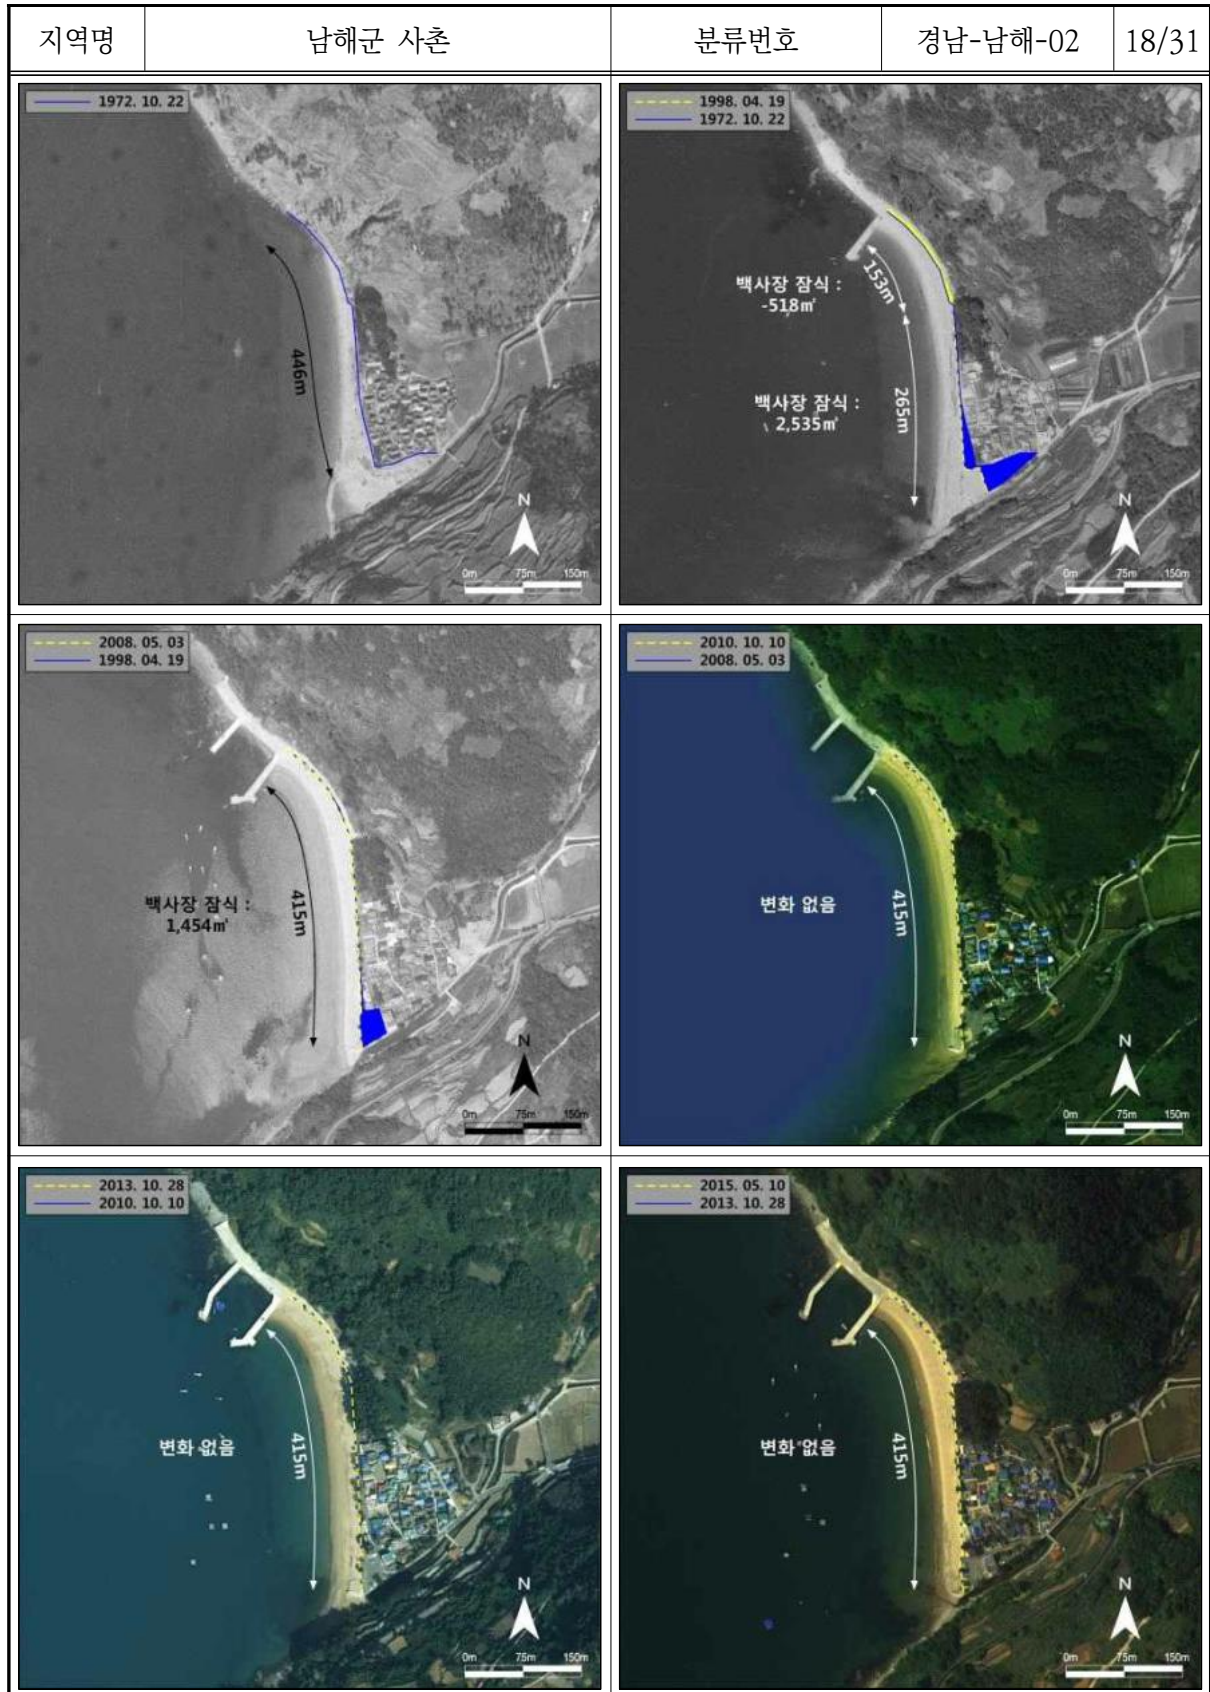 지역명 남해군 사촌 분류번호 경남-남해-02 18/31
1972. 10. 22
446m
N
0m 75m 150m
1998. 04. 19
1972. 10. 22
153m
백사장 잠식 :
-518㎡
265m
백사장 잠식 :
2,535㎡
N
0m 75m 150m
2008. 05. 03
1998. 04. 19
415m
백사장 잠식 :
1,454㎡
N
0m 75m 150m
2010. 10. 10
2008. 05. 03
변화 없음
415m
N
0m 75m 150m
2013. 10. 28
2010. 10. 10
변화 없음
415m
N
0m 75m 150m
2015. 05. 10
2013. 10. 28
변화 없음
415m
N
0m 75m 150m